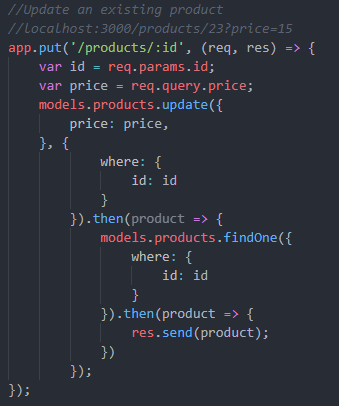 //Update an existing product
//localhost:3000/products/23?price=15
app.put('/products/:id', (req, res) => {
    var id = req.params.id;
    var price = req.query.price;
    models.products.update({
        price: price,
    }, {
            where: {
                id: id
            }
        }).then(product => {
            models.products.findOne({
                where: {
                    id: id
                }
            }).then(product => {
                res.send(product);
            })
        });
});